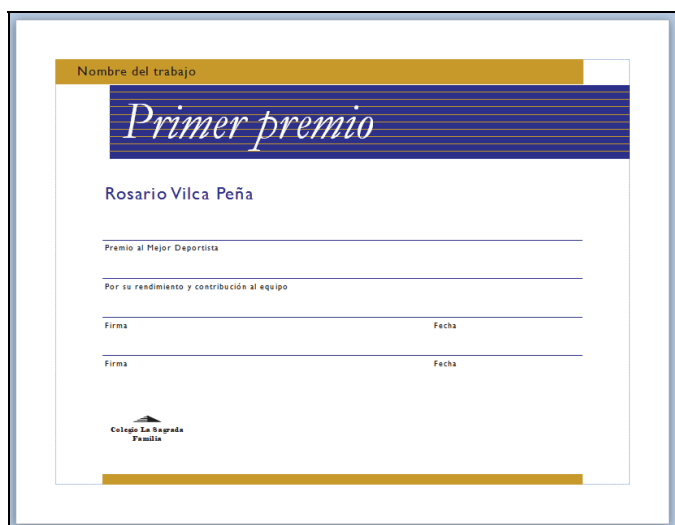 Nombre del trabajo
Primer premio
Rosario Vilca Peña
Premio al Mejor Deportista
Por su rendimiento y contribución al equipo
Firma Fecha
Firma Fecha
Colegio La Sagrada
Familia